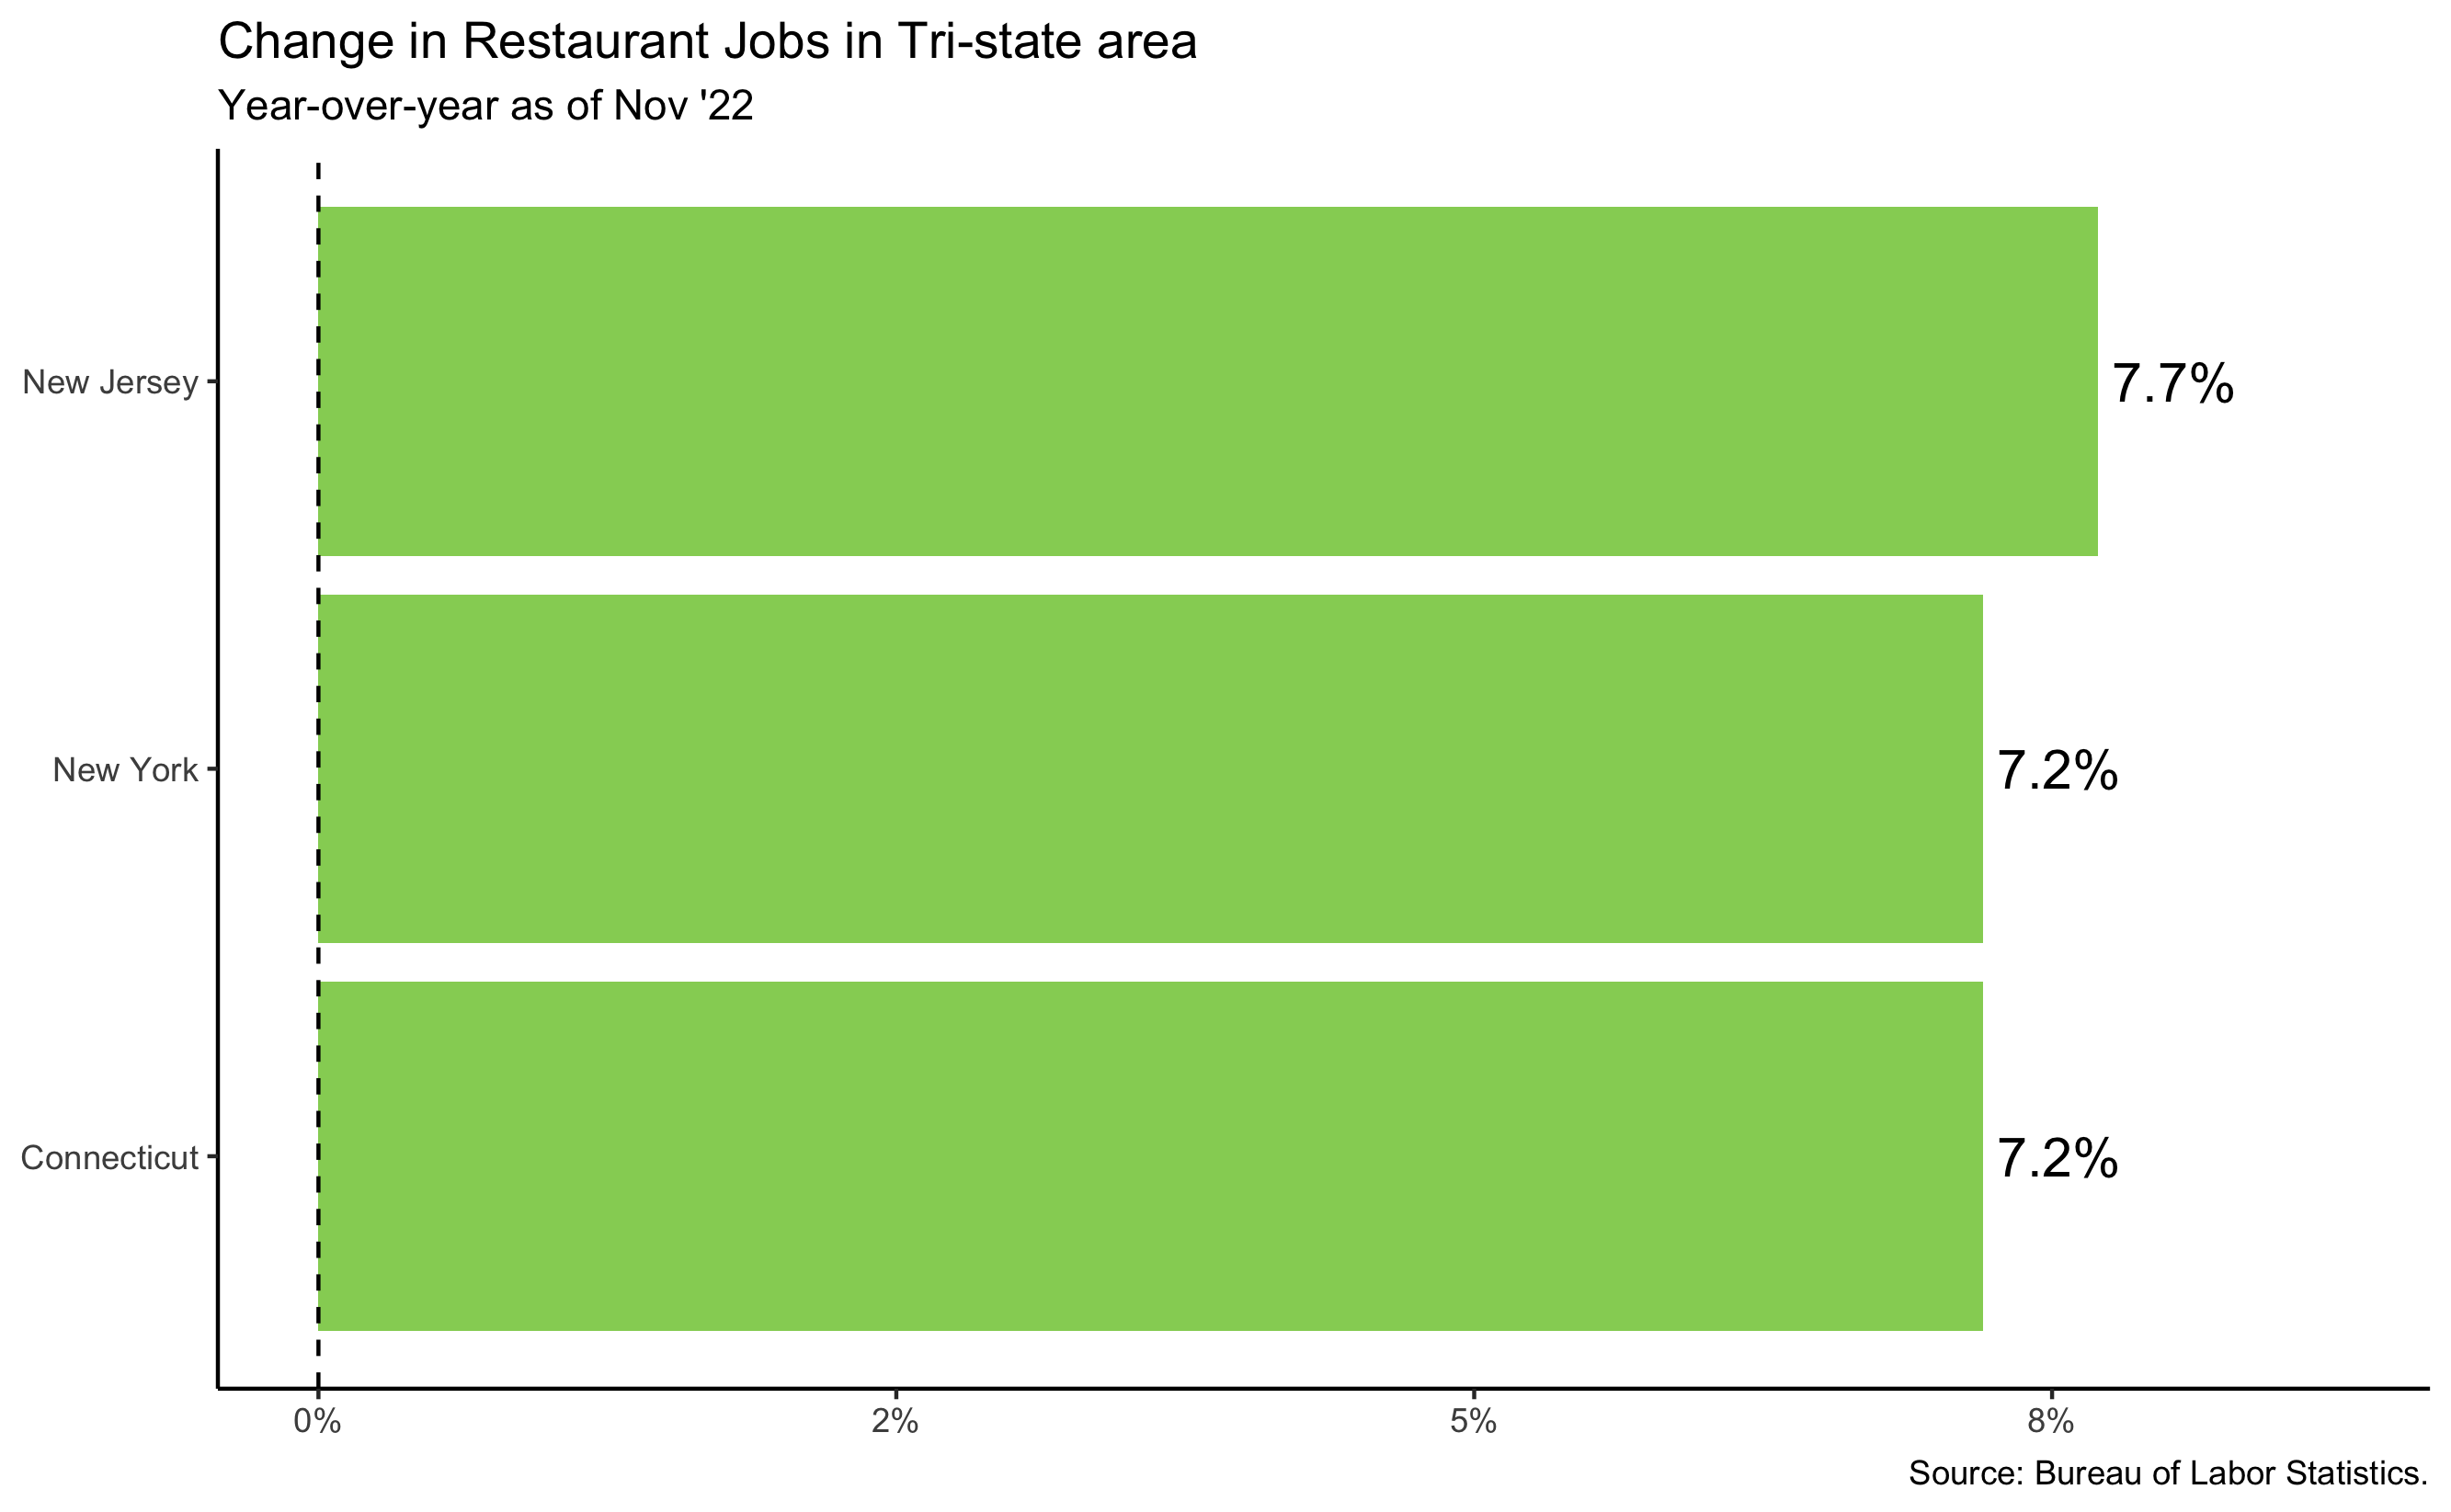 Change in Restaurant Jobs in Tri-state area
Year-over-year as of Nov '22
New Jersey
7.7%
New York
7.2%
Connecticut
7.2%
0% 2% 5% 8%
Source: Bureau of Labor Statistics.